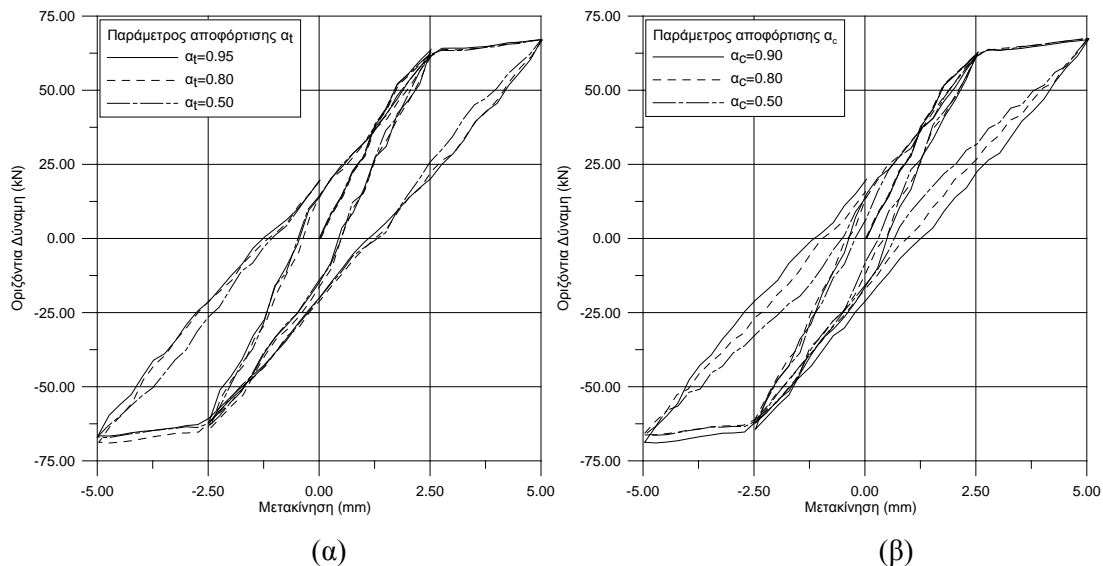 75.00
50.00
25.00
0.00
-25.00
-50.00
-75.00
Οριζόντια Δύναμη (kN)
Παράμετρος αποφόρτισης αt
αt=0.95
αt=0.80
αt=0.50
-5.00 -2.50 0.00 2.50 5.00
Μετακίνηση (mm)
(α)
75.00
50.00
25.00
0.00
-25.00
-50.00
-75.00
Οριζόντια Δύναμη (kN)
Παράμετρος αποφόρτισης αc
αc=0.90
αc=0.80
αc=0.50
-5.00 -2.50 0.00 2.50 5.00
Μετακίνηση (mm)
(β)